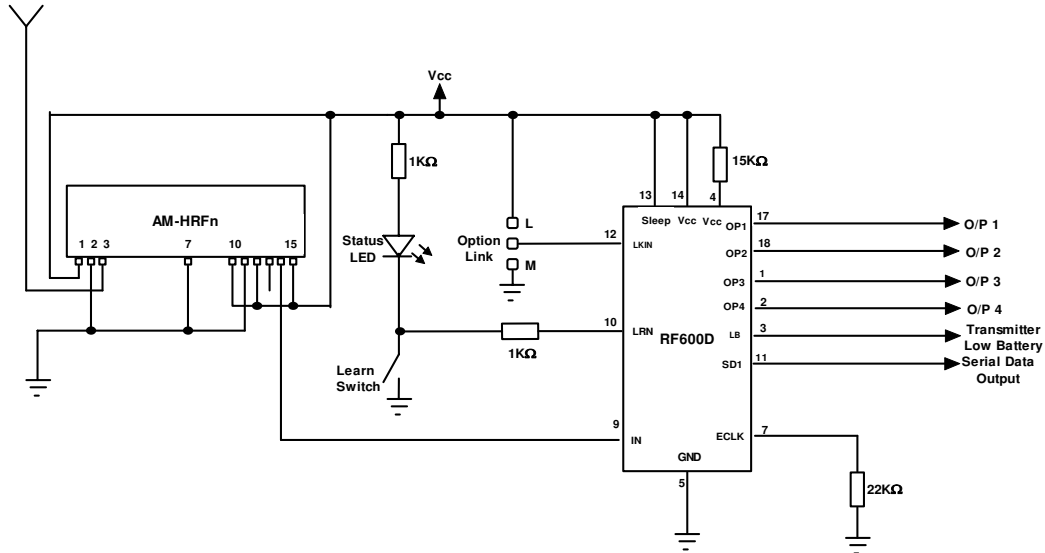 Vcc
1KΩ
15KΩ
13
14
4
AM-HRFn
1 2 3 7 10 15
Status
LED
Option
Link
L
M
12
Sleep Vcc Vcc
LKIN
OP1
17
O/P 1
OP2
18
O/P 2
OP3
1
O/P 3
OP4
2
O/P 4
10
LRN
RF600D
LB
3
Transmitter
Low Battery
1KΩ
SD1
11
Serial Data
Output
Learn
Switch
9
IN
ECLK
7
GND
5
22KΩ